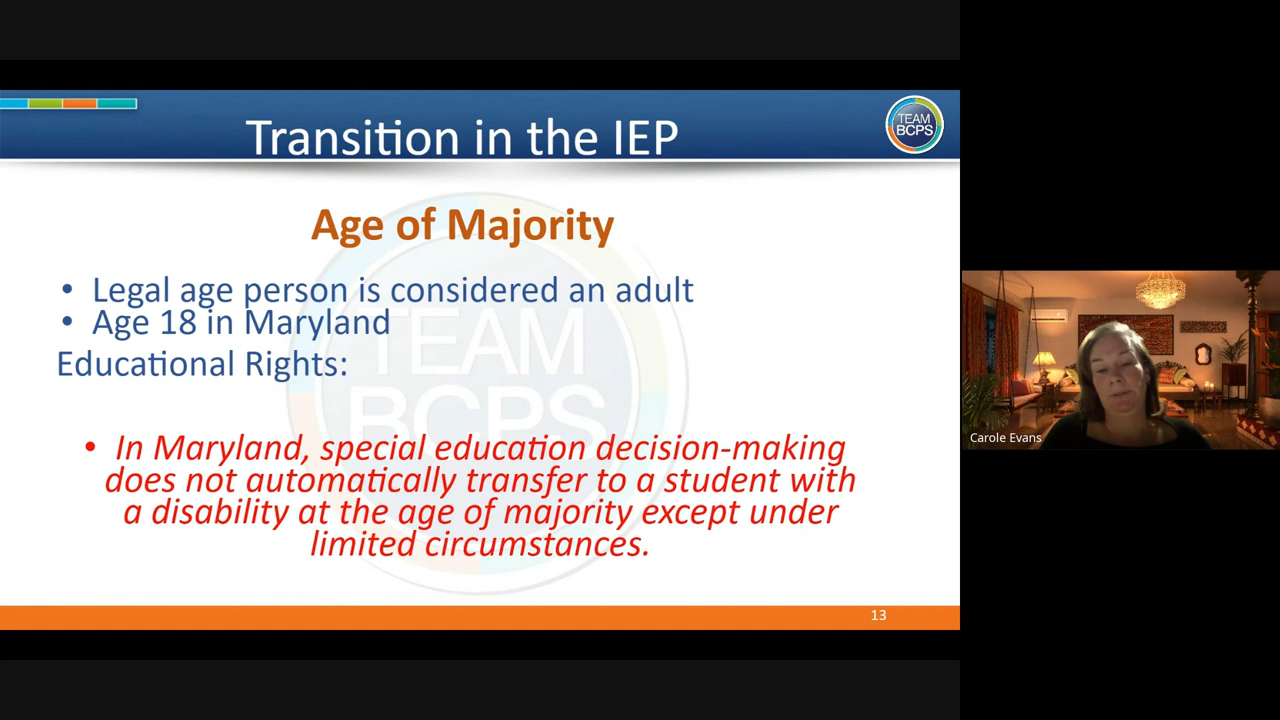 Transition in the IEP
TEAM
BCPS
Age of Majority
• Legal age person is considered an adult
• Age 18 in Maryland
Educational Rights:
TEAM
BCPS
• In Maryland, special education decision-making
does not automatically transfer to a student with
a disability at the age of majority except under
limited circumstances.
13
Carole Evans